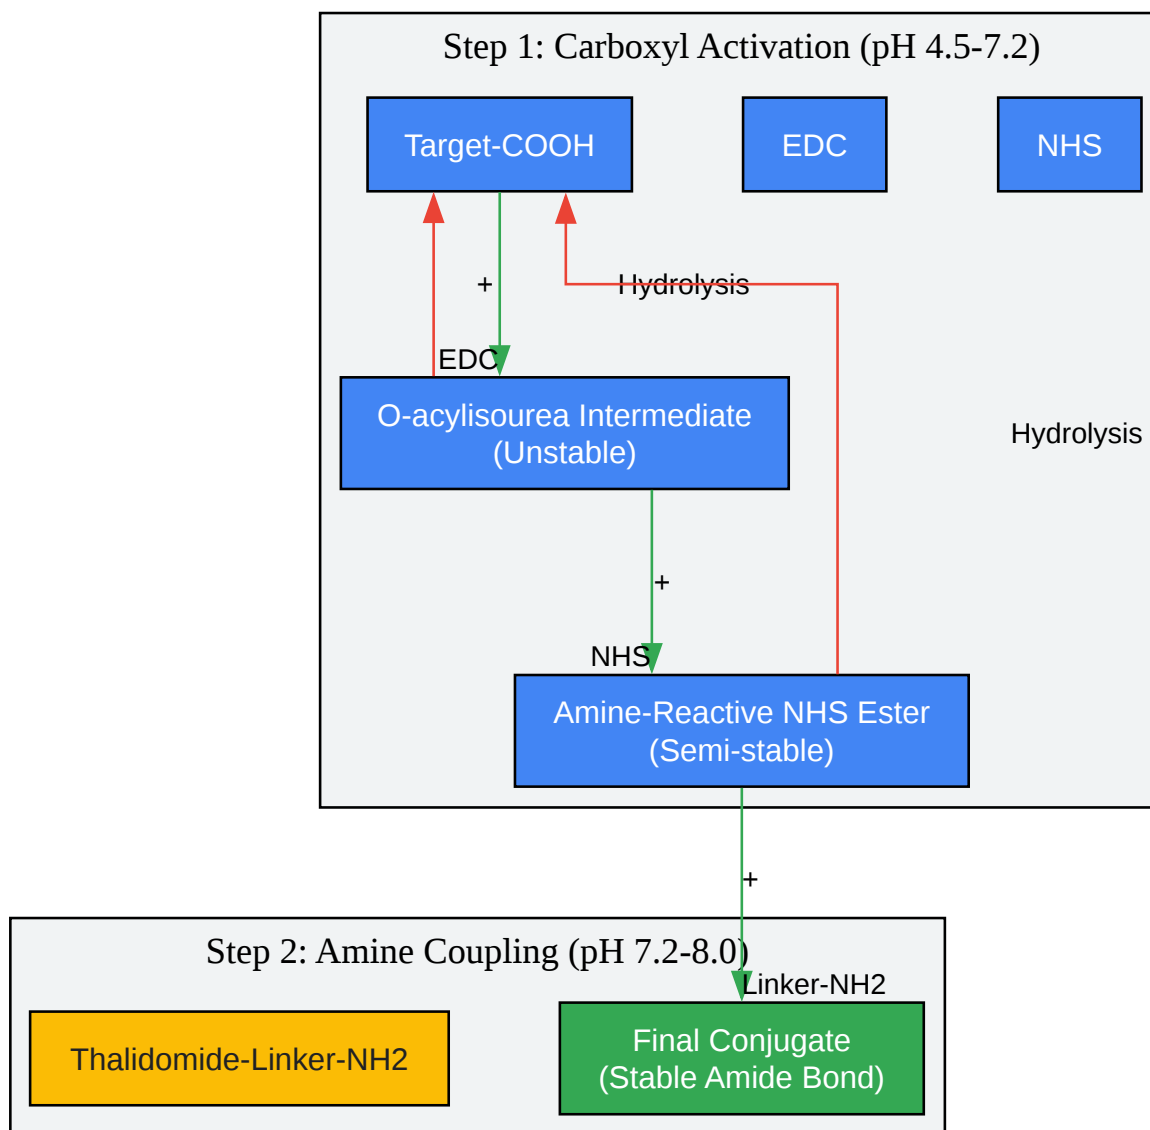 Step 1: Carboxyl Activation (pH 4.5-7.2)
Target-COOH
EDC
NHS
+
Hydrolysis
EDC
O-acylisourea Intermediate
(Unstable)
Hydrolysis
+
NHS
Amine-Reactive NHS Ester
(Semi-stable)
+
Step 2: Amine Coupling (pH 7.2-8.0)
Linker-NH2
Thalidomide-Linker-NH2
Final Conjugate
(Stable Amide Bond)